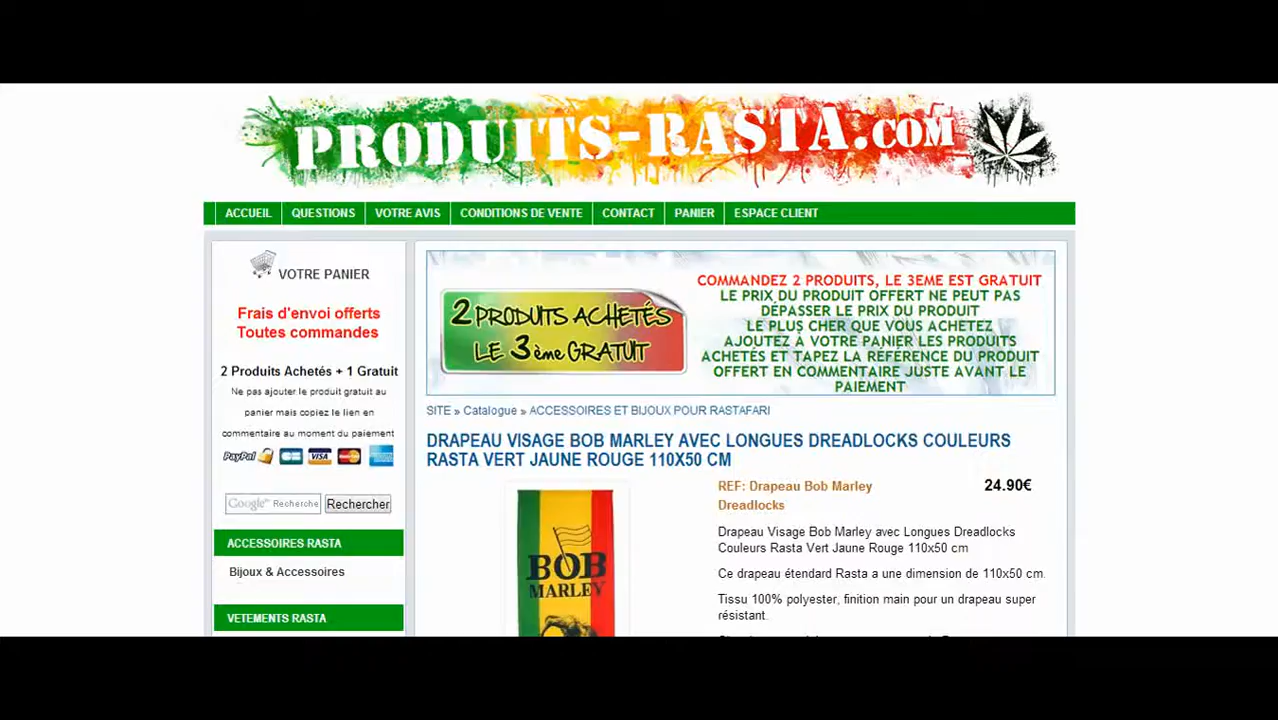 PRODUITS-RASTA.COM
ACCUEIL
QUESTIONS
VOTRE AVIS
CONDITIONS DE VENTE
CONTACT
PANIER
ESPACE CLIENT
VOTRE PANIER
Frais d'envoi offerts
Toutes commandes
2 Produits Achetés + 1 Gratuit
Ne pas ajouter le produit gratuit au
panier mais copiez le lien en
commentaire au moment du paiement
PayPal
VISA
Google™ Recherche
Rechercher
ACCESSOIRES RASTA
Bijoux & Accessoires
VETEMENTS RASTA
2 PRODUITS ACHETÉS
LE 3ème GRATUIT
COMMANDEZ 2 PRODUITS, LE 3EME EST GRATUIT
LE PRIX DU PRODUIT OFFERT NE PEUT PAS
DÉPASSER LE PRIX DU PRODUIT
LE PLUS CHER QUE VOUS ACHETEZ
AJOUTEZ À VOTRE PANIER LES PRODUITS
ACHETÉS ET TAPEZ LA RÉFÉRENCE DU PRODUIT
OFFERT EN COMMENTAIRE JUSTE AVANT LE
PAIEMENT
SITE » Catalogue » ACCESSOIRES ET BIJOUX POUR RASTAFARI
DRAPEAU VISAGE BOB MARLEY AVEC LONGUES DREADLOCKS COULEURS
RASTA VERT JAUNE ROUGE 110X50 CM
BOB
MARLEY
REF: Drapeau Bob Marley
Dreadlocks
24.90€
Drapeau Visage Bob Marley avec Longues Dreadlocks
Couleurs Rasta Vert Jaune Rouge 110x50 cm
Ce drapeau étendard Rasta a une dimension de 110x50 cm.
Tissu 100% polyester, finition main pour un drapeau super
résistant.